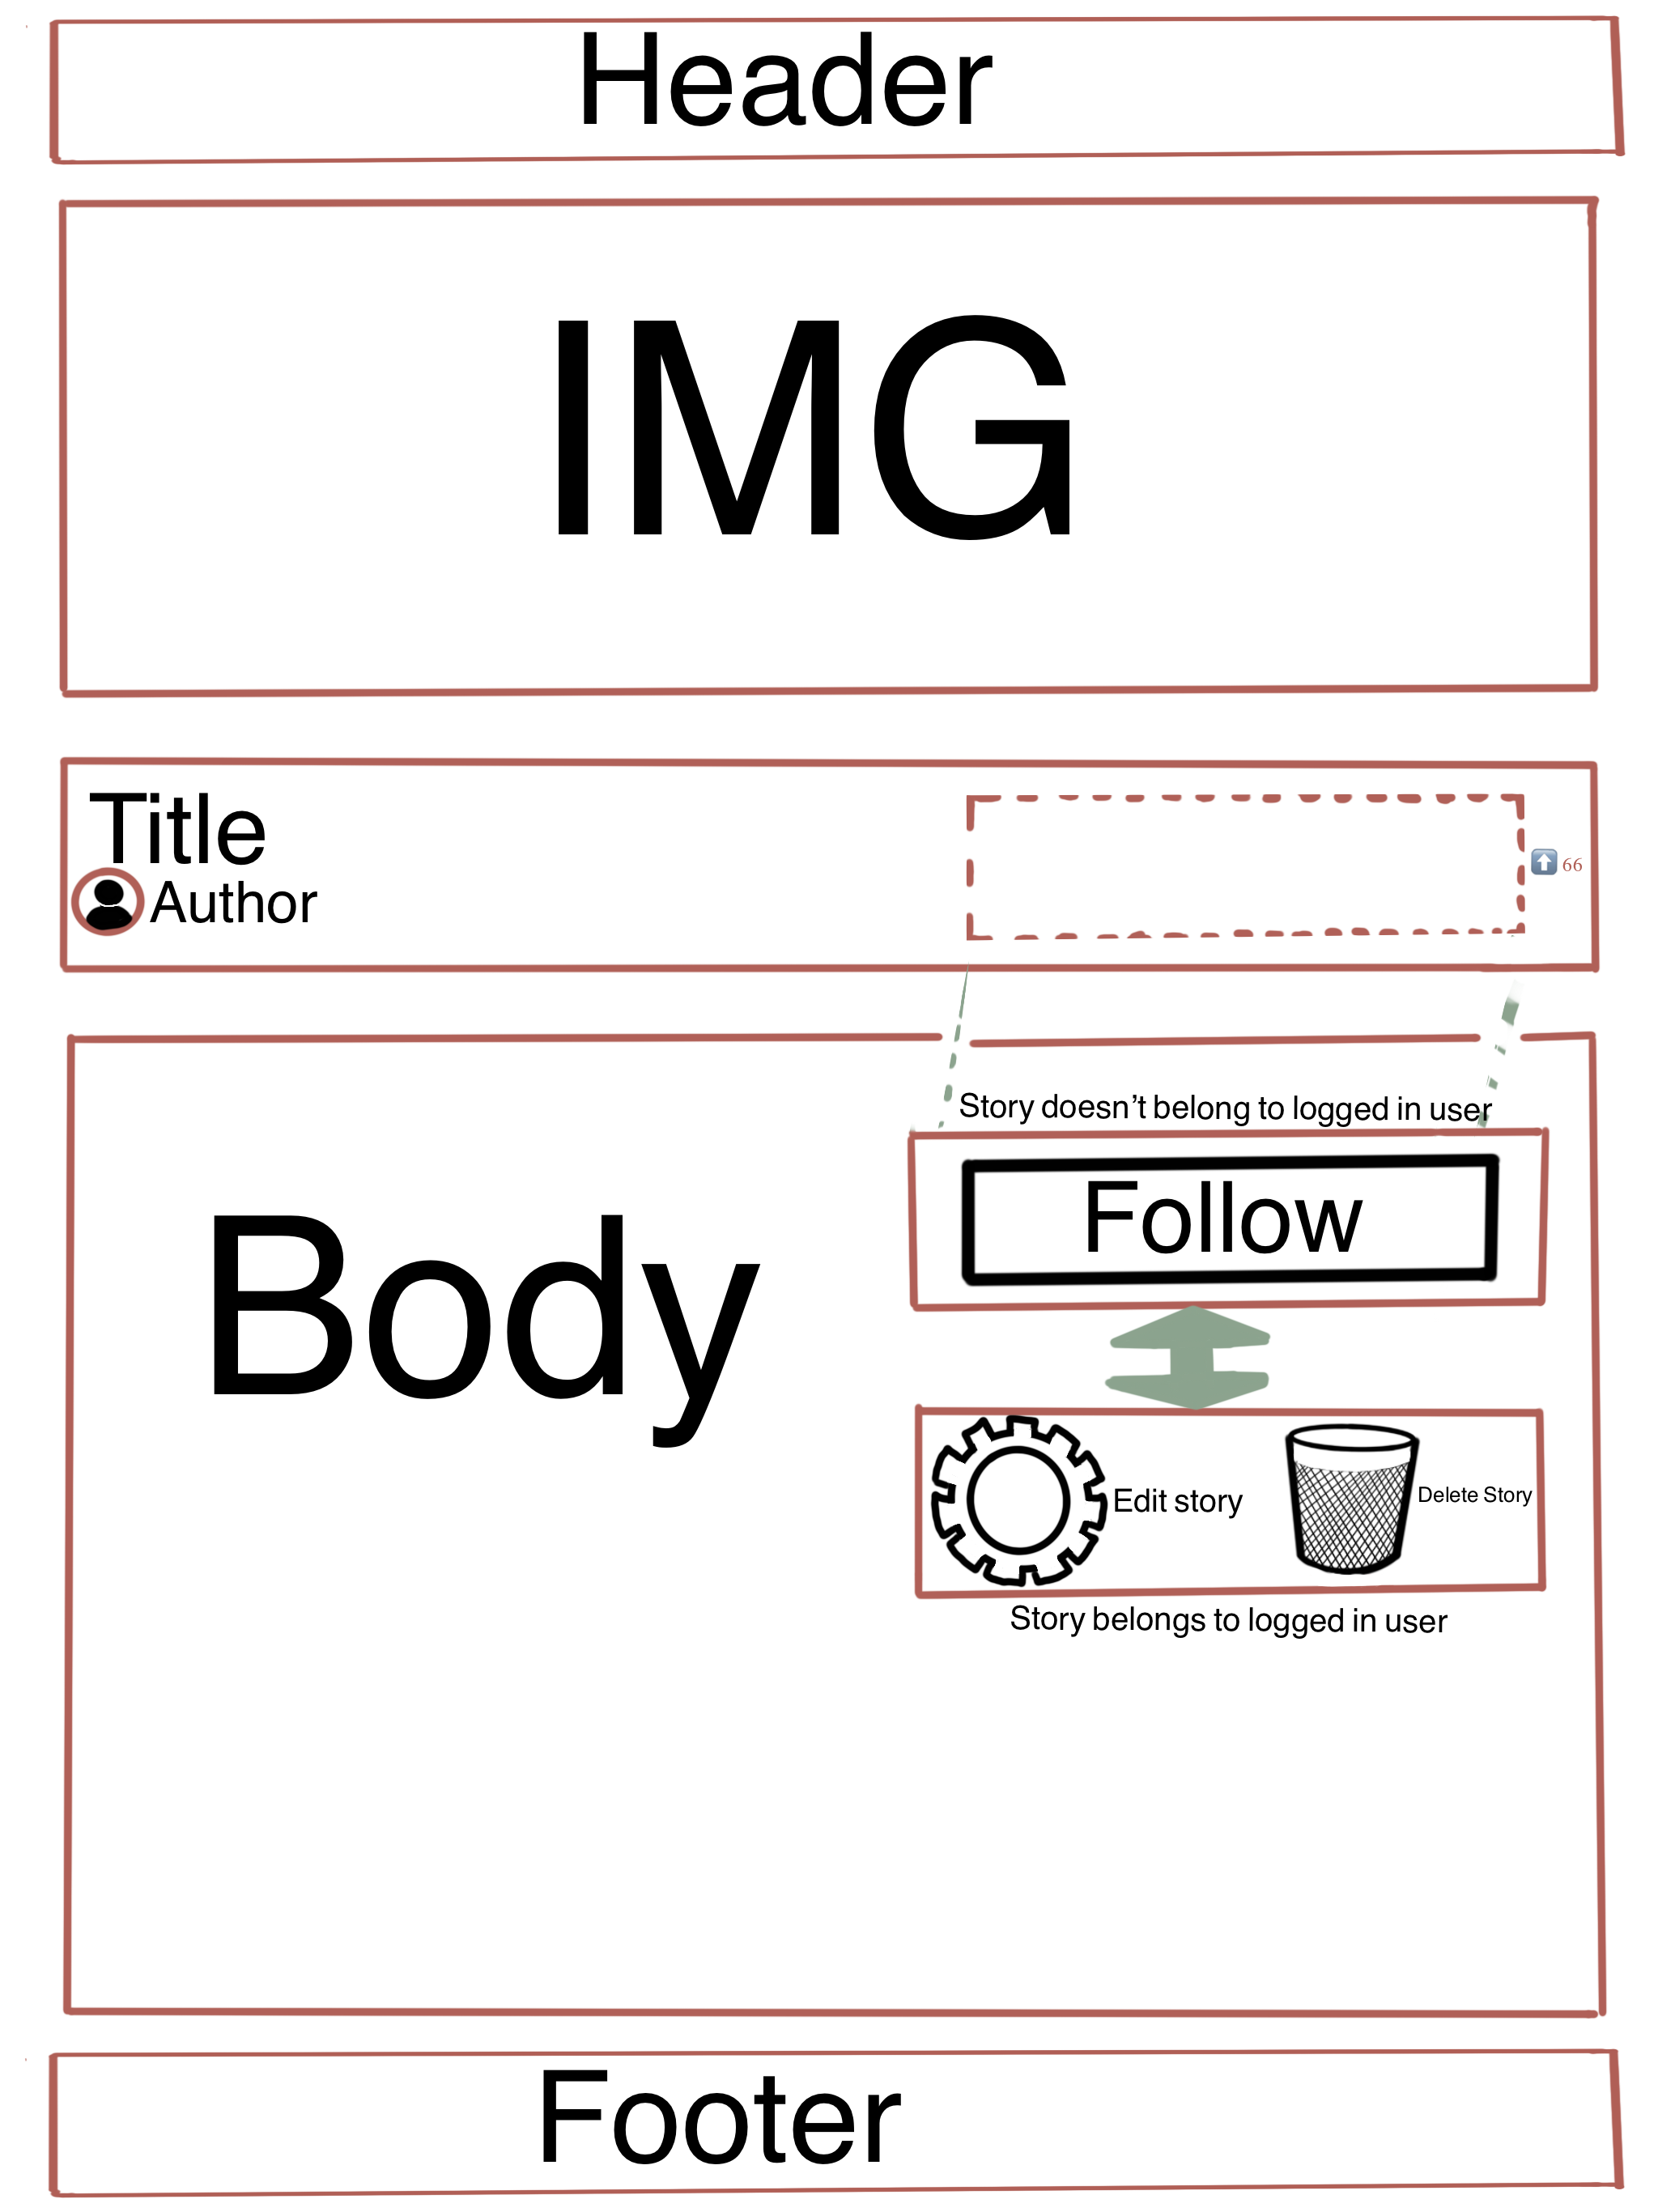 Header
IMG
Title
Author
66
Story doesn't belong to logged in user
Follow
Body
Edit story
Delete Story
Story belongs to logged in user
Footer